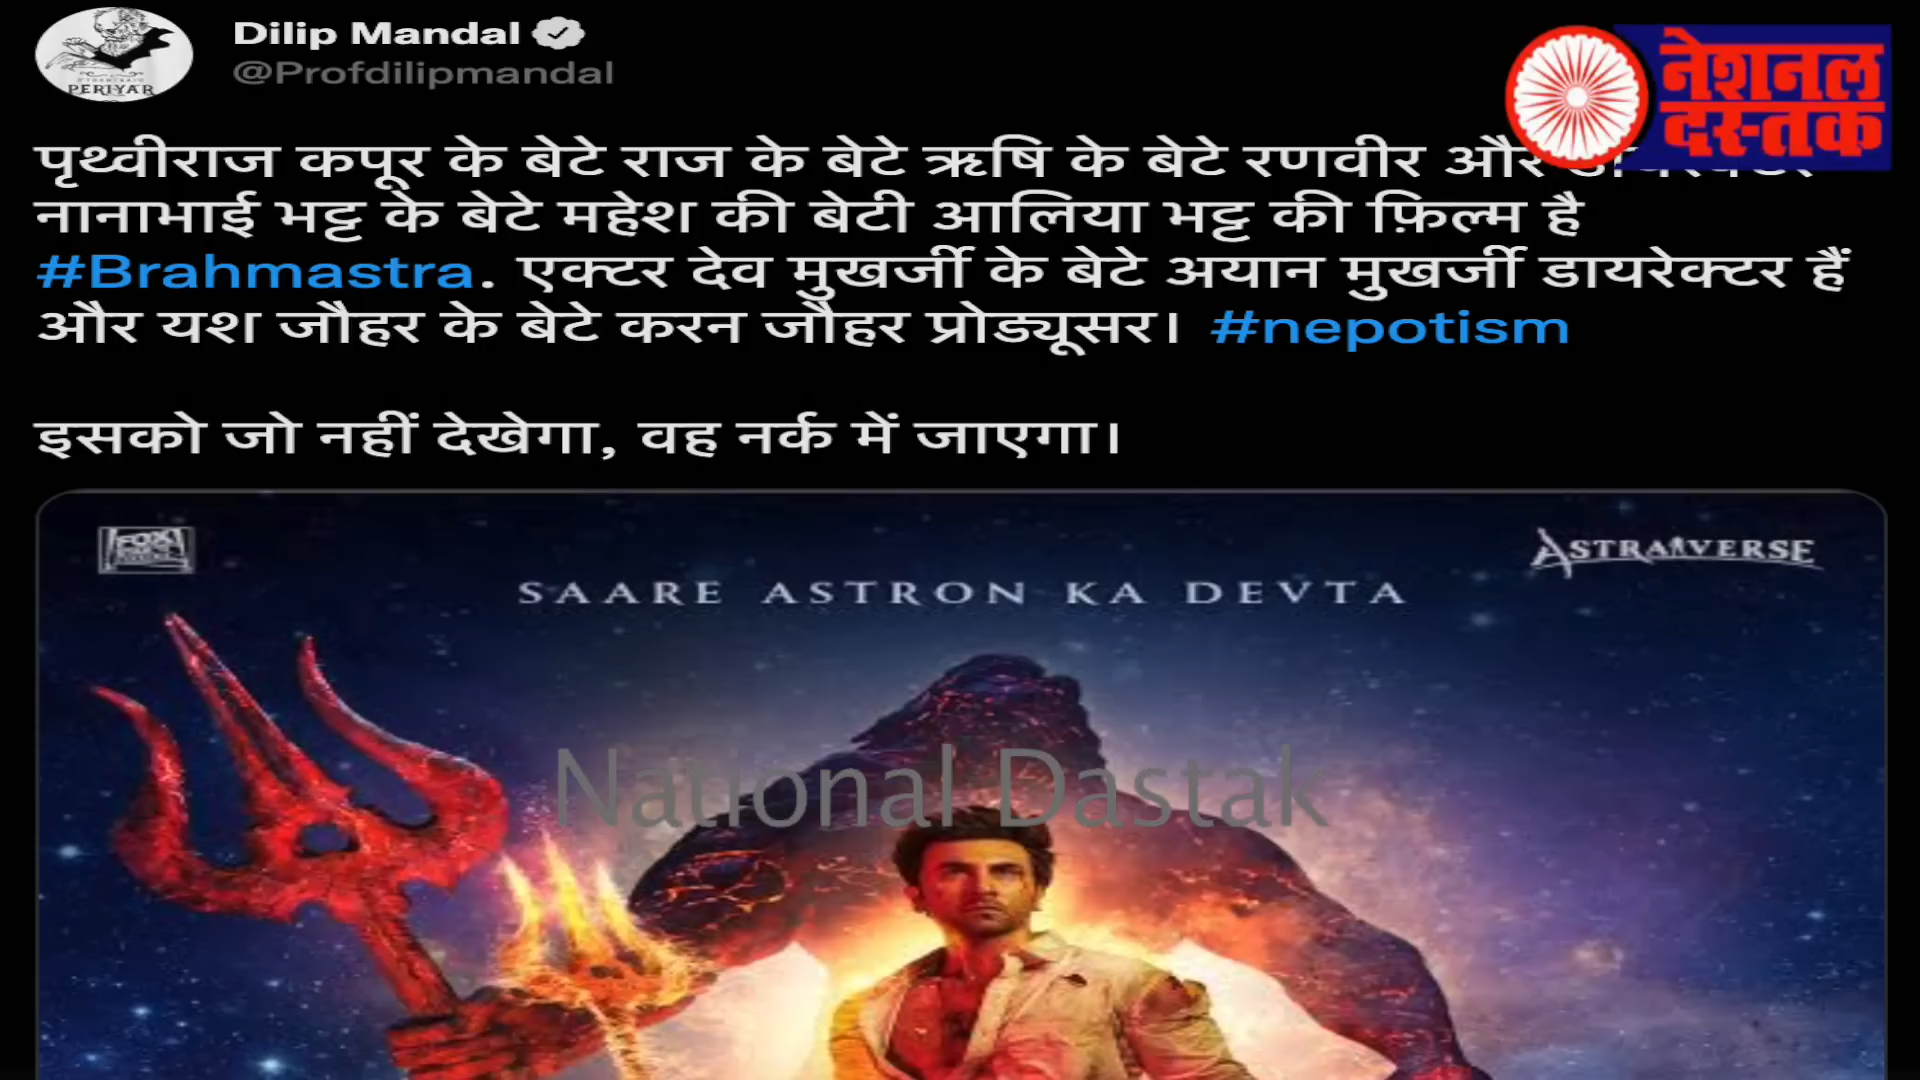 Dilip Mandal
@Profdilipmandal
PERIYAR
नेशनल
दस्तक
पृथ्वीराज कपूर के बेटे राज के बेटे ऋषि के बेटे रणवीर और
नानाभाई भट्ट के बेटे महेश की बेटी आलिया भट्ट की फ़िल्म है
#Brahmastra. एक्टर देव मुखर्जी के बेटे अयान मुखर्जी डायरेक्टर हैं
और यश जौहर के बेटे करन जौहर प्रोड्यूसर। #nepotism
इसको जो नहीं देखेगा, वह नर्क में जाएगा।
FOX
ASTRAVERSE
SAARE ASTRON KA DEVTA
National Dastak